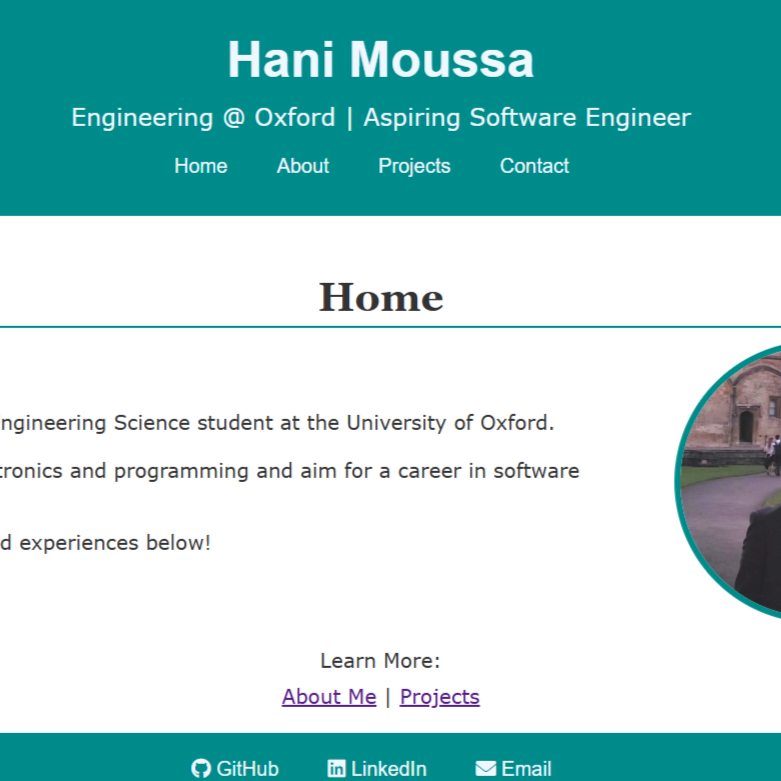 Hani Moussa
Engineering @ Oxford | Aspiring Software Engineer
Home About Projects Contact
Home
ngineering Science student at the University of Oxford.
tronics and programming and aim for a career in software
d experiences below!
Learn More:
About Me | Projects
GitHub LinkedIn Email